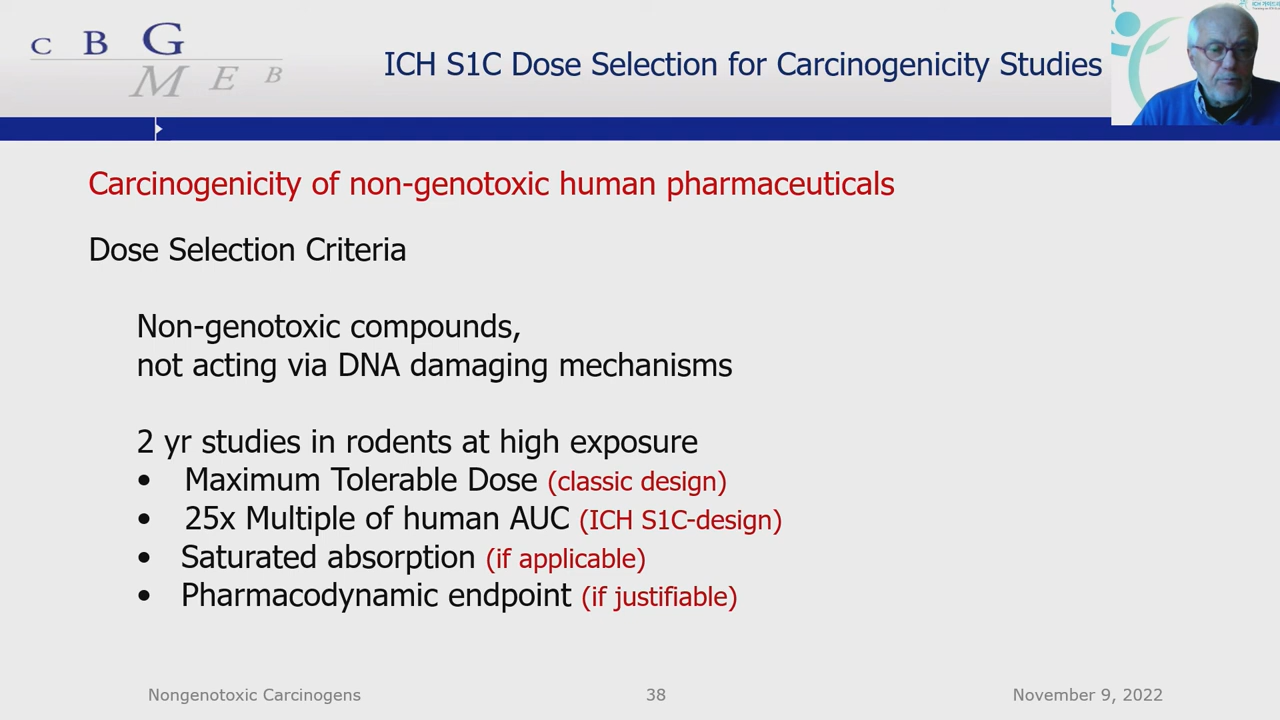 C B G
M E B
ICH S1C Dose Selection for Carcinogenicity Studies
Carcinogenicity of non-genotoxic human pharmaceuticals
Dose Selection Criteria
Non-genotoxic compounds,
not acting via DNA damaging mechanisms
2 yr studies in rodents at high exposure
• Maximum Tolerable Dose (classic design)
• 25x Multiple of human AUC (ICH S1C-design)
• Saturated absorption (if applicable)
• Pharmacodynamic endpoint (if justifiable)
Nongenotoxic Carcinogens
38
November 9, 2022